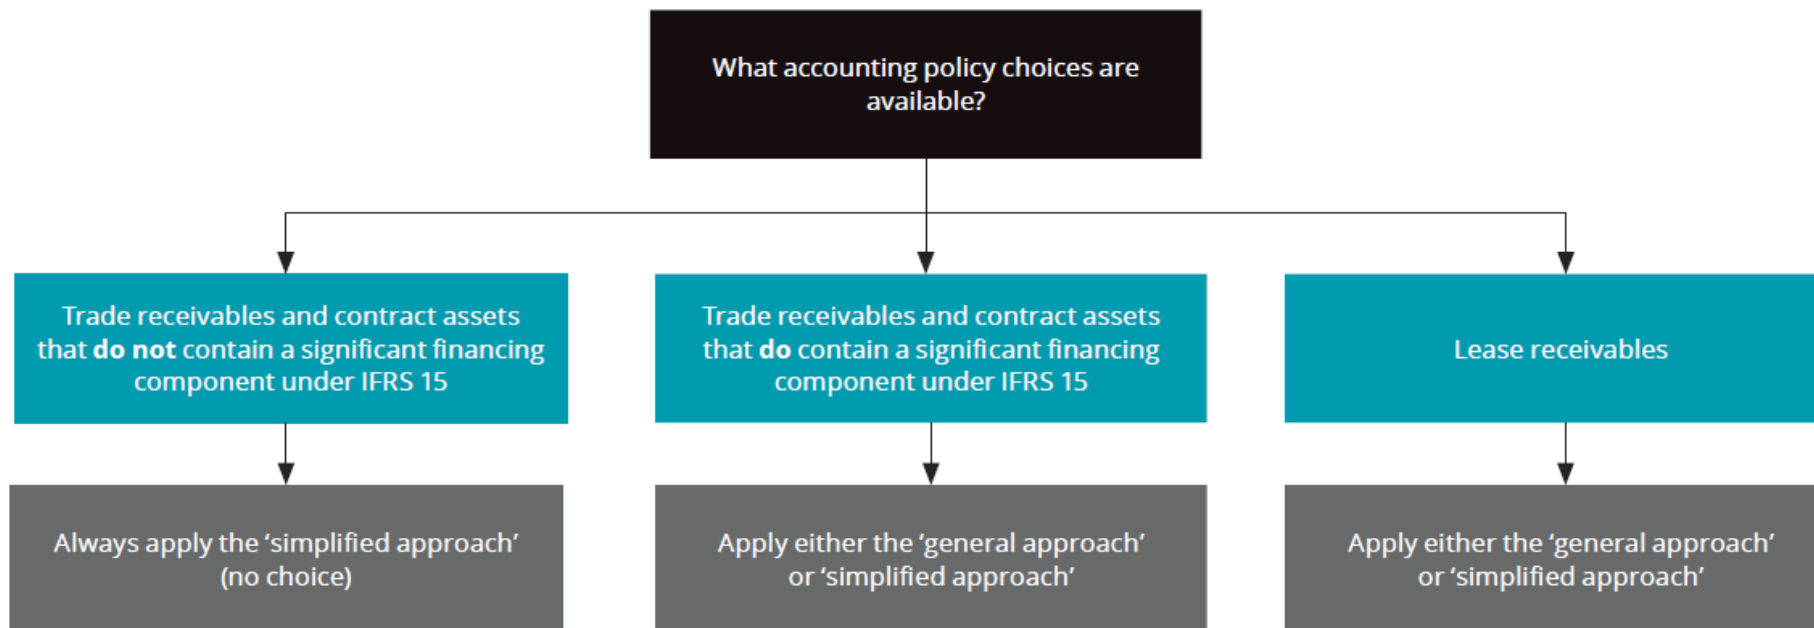 What accounting policy choices are
available?
Trade receivables and contract assets
that do not contain a significant financing
component under IFRS 15
Trade receivables and contract assets
that do contain a significant financing
component under IFRS 15
Lease receivables
Always apply the ‘simplified approach’
(no choice)
Apply either the ‘general approach’
or ‘simplified approach’
Apply either the ‘general approach’
or ‘simplified approach’